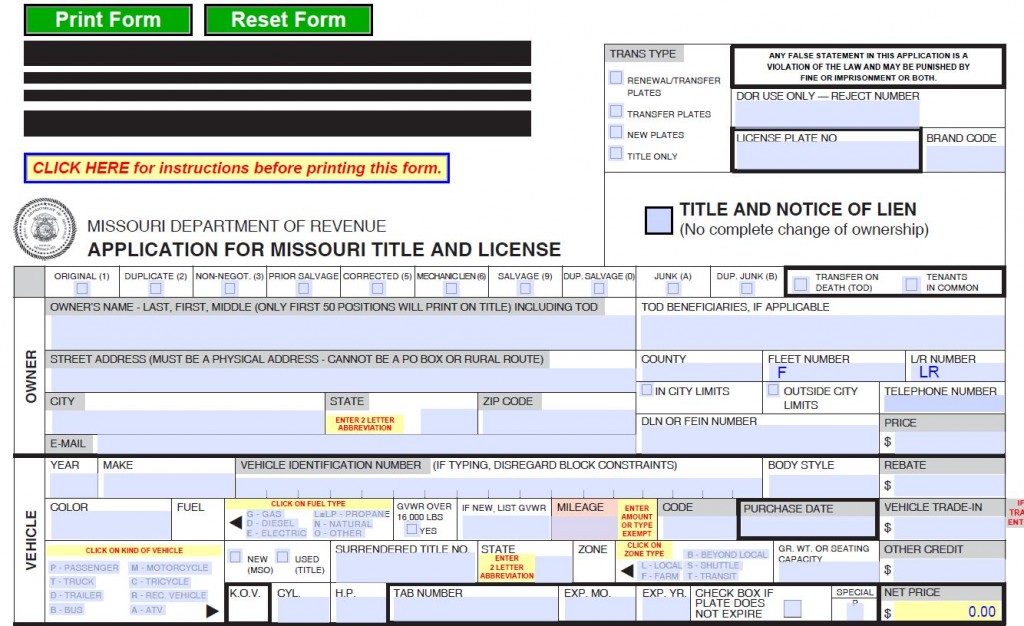 Print Form
Reset Form
CLICK HERE for instructions before printing this form.
TRANS TYPE
RENEWAL/TRANSFER
PLATES
TRANSFER PLATES
NEW PLATES
TITLE ONLY
ANY FALSE STATEMENT IN THIS APPLICATION IS A
VIOLATION OF THE LAW AND MAY BE PUNISHED BY
FINE OR IMPRISONMENT OR BOTH.
DOR USE ONLY — REJECT NUMBER
LICENSE PLATE NO
BRAND CODE
MISSOURI DEPARTMENT OF REVENUE
APPLICATION FOR MISSOURI TITLE AND LICENSE
TITLE AND NOTICE OF LIEN
(No complete change of ownership)
ORIGINAL (1)
DUPLICATE (2)
NON-NEGOT. (3)
PRIOR SALVAGE
CORRECTED (5)
MECHANIC LIEN (6)
SALVAGE (9)
DUP. SALVAGE (0)
JUNK (A)
DUP. JUNK (B)
TRANSFER ON
DEATH (TOD)
TENANTS
IN COMMON
OWNER
OWNER'S NAME - LAST, FIRST, MIDDLE (ONLY FIRST 50 POSITIONS WILL PRINT ON TITLE) INCLUDING TOD
TOD BENEFICIARIES, IF APPLICABLE
STREET ADDRESS (MUST BE A PHYSICAL ADDRESS - CANNOT BE A PO BOX OR RURAL ROUTE)
COUNTY
FLEET NUMBER
F
L/R NUMBER
LR
CITY
STATE
ENTER 2 LETTER
ABBREVIATION
ZIP CODE
IN CITY LIMITS
OUTSIDE CITY
LIMITS
TELEPHONE NUMBER
DLN OR FEIN NUMBER
PRICE
$
E-MAIL
VEHICLE
YEAR
MAKE
VEHICLE IDENTIFICATION NUMBER (IF TYPING, DISREGARD BLOCK CONSTRAINTS)
BODY STYLE
REBATE
$
COLOR
FUEL
CLICK ON FUEL TYPE
G - GAS
L=LP - PROPANE
D - DIESEL
N - NATURAL
E - ELECTRIC
O - OTHER
GVWR OVER
16 000 LBS
YES
IF NEW, LIST GVWR
MILEAGE
ENTER
AMOUNT
OR TYPE
EXEMPT
CODE
PURCHASE DATE
VEHICLE TRADE-IN
$
IF
TRA
ENT
CLICK ON KIND OF VEHICLE
P - PASSENGER
M - MOTORCYCLE
T - TRUCK
C - TRICYCLE
D - TRAILER
R - REC. VEHICLE
B - BUS
A - ATV
NEW
(MSO)
USED
(TITLE)
SURRENDERED TITLE NO.
STATE
ENTER
2 LETTER
ABBREVIATION
ZONE
CLICK ON
ZONE TYPE
B - BEYOND LOCAL
L - LOCAL
S - SHUTTLE
F - FARM
T - TRANSIT
GR. WT. OR SEATING
CAPACITY
OTHER CREDIT
$
K.O.V.
CYL.
H.P.
TAB NUMBER
EXP. MO.
EXP. YR.
CHECK BOX IF
PLATE DOES
NOT EXPIRE
SPECIAL
P
NET PRICE
$ 0.00